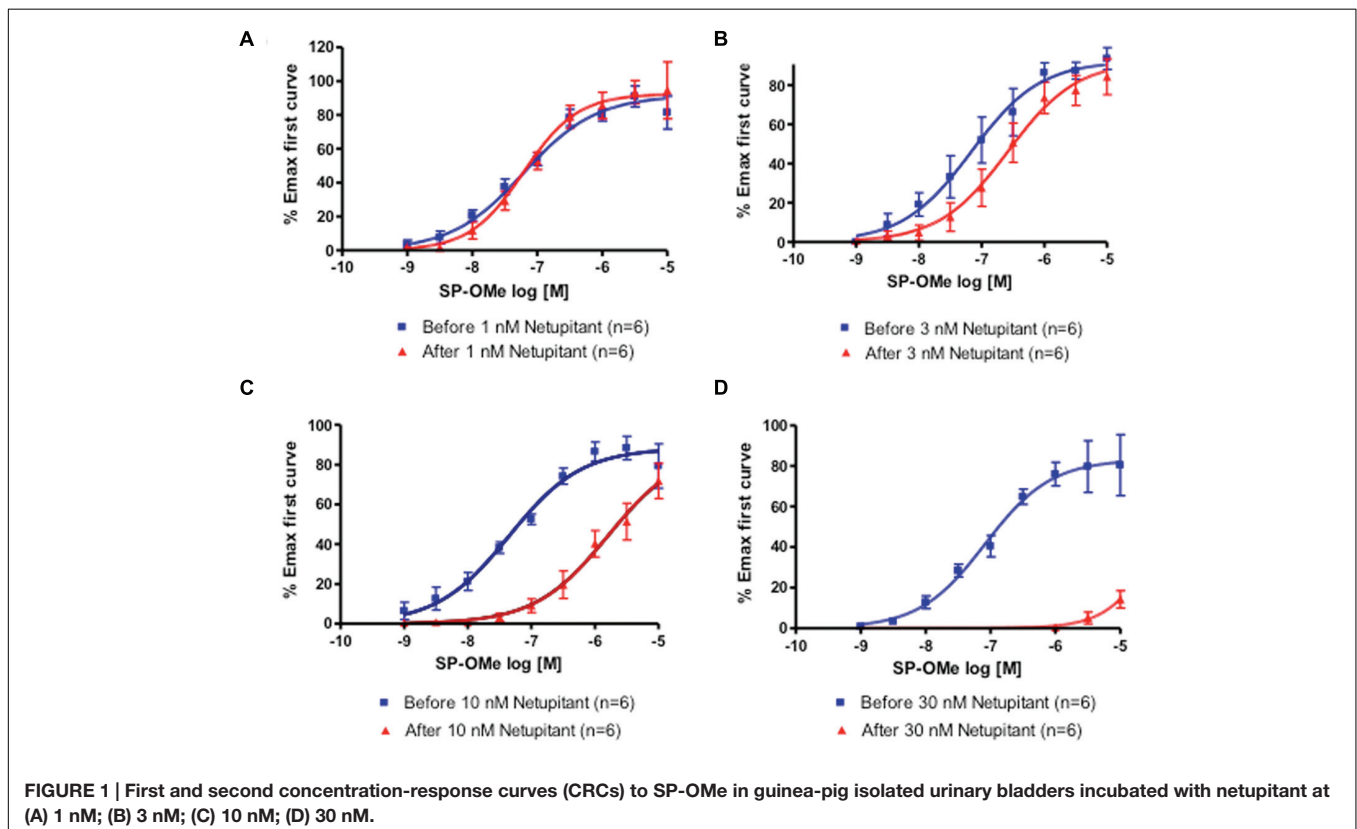 A
% Emax first curve
120
100
80
60
40
20
0
-10 -9 -8 -7 -6 -5
SP-OMe log [M]
Before 1 nM Netupitant (n=6)
After 1 nM Netupitant (n=6)
B
% Emax first curve
80
60
40
20
0
-10 -9 -8 -7 -6 -5
SP-OMe log [M]
Before 3 nM Netupitant (n=6)
After 3 nM Netupitant (n=6)
C
% Emax first curve
100
80
60
40
20
0
-10 -9 -8 -7 -6 -5
SP-OMe log [M]
Before 10 nM Netupitant (n=6)
After 10 nM Netupitant (n=6)
D
% Emax first curve
100
80
60
40
20
0
-10 -9 -8 -7 -6 -5
SP-OMe log [M]
Before 30 nM Netupitant (n=6)
After 30 nM Netupitant (n=6)
FIGURE 1 | First and second concentration-response curves (CRCs) to SP-OMe in guinea-pig isolated urinary bladders incubated with netupitant at
(A) 1 nM; (B) 3 nM; (C) 10 nM; (D) 30 nM.